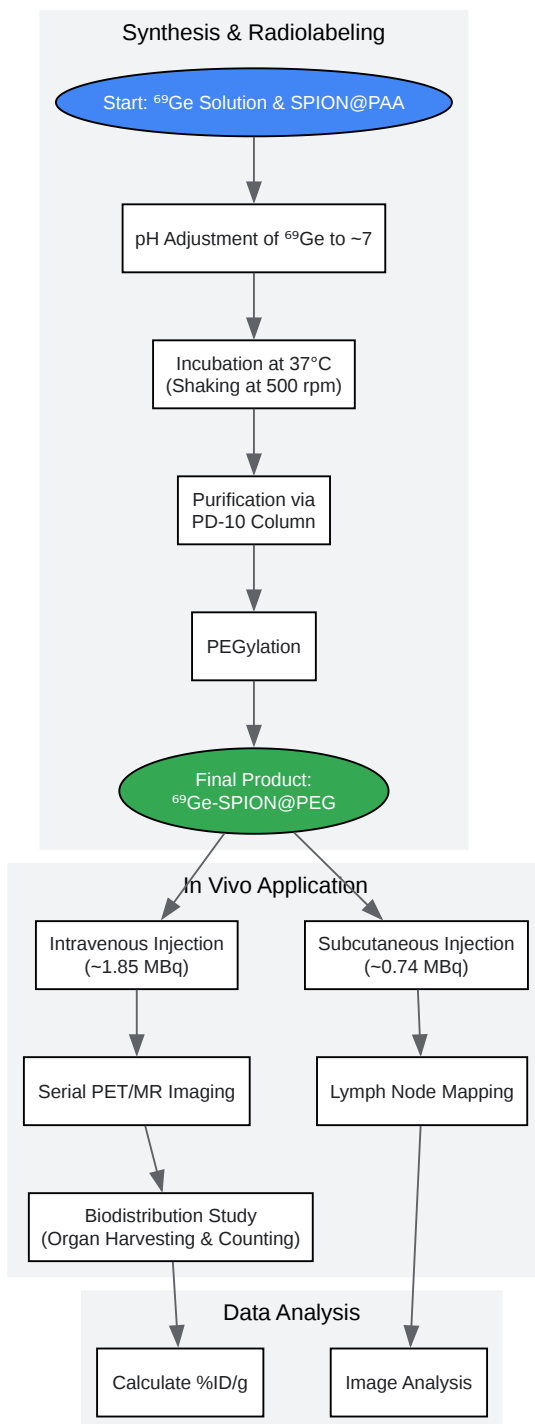 Synthesis & Radiolabeling
Start: ⁶⁹Ge Solution & SPION@PAA
pH Adjustment of ⁶⁹Ge to ~7
Incubation at 37°C
(Shaking at 500 rpm)
Purification via
PD-10 Column
PEGylation
Final Product:
⁶⁹Ge-SPION@PEG
In Vivo Application
Intravenous Injection
(~1.85 MBq)
Subcutaneous Injection
(~0.74 MBq)
Serial PET/MR Imaging
Lymph Node Mapping
Biodistribution Study
(Organ Harvesting & Counting)
Data Analysis
Calculate %ID/g
Image Analysis